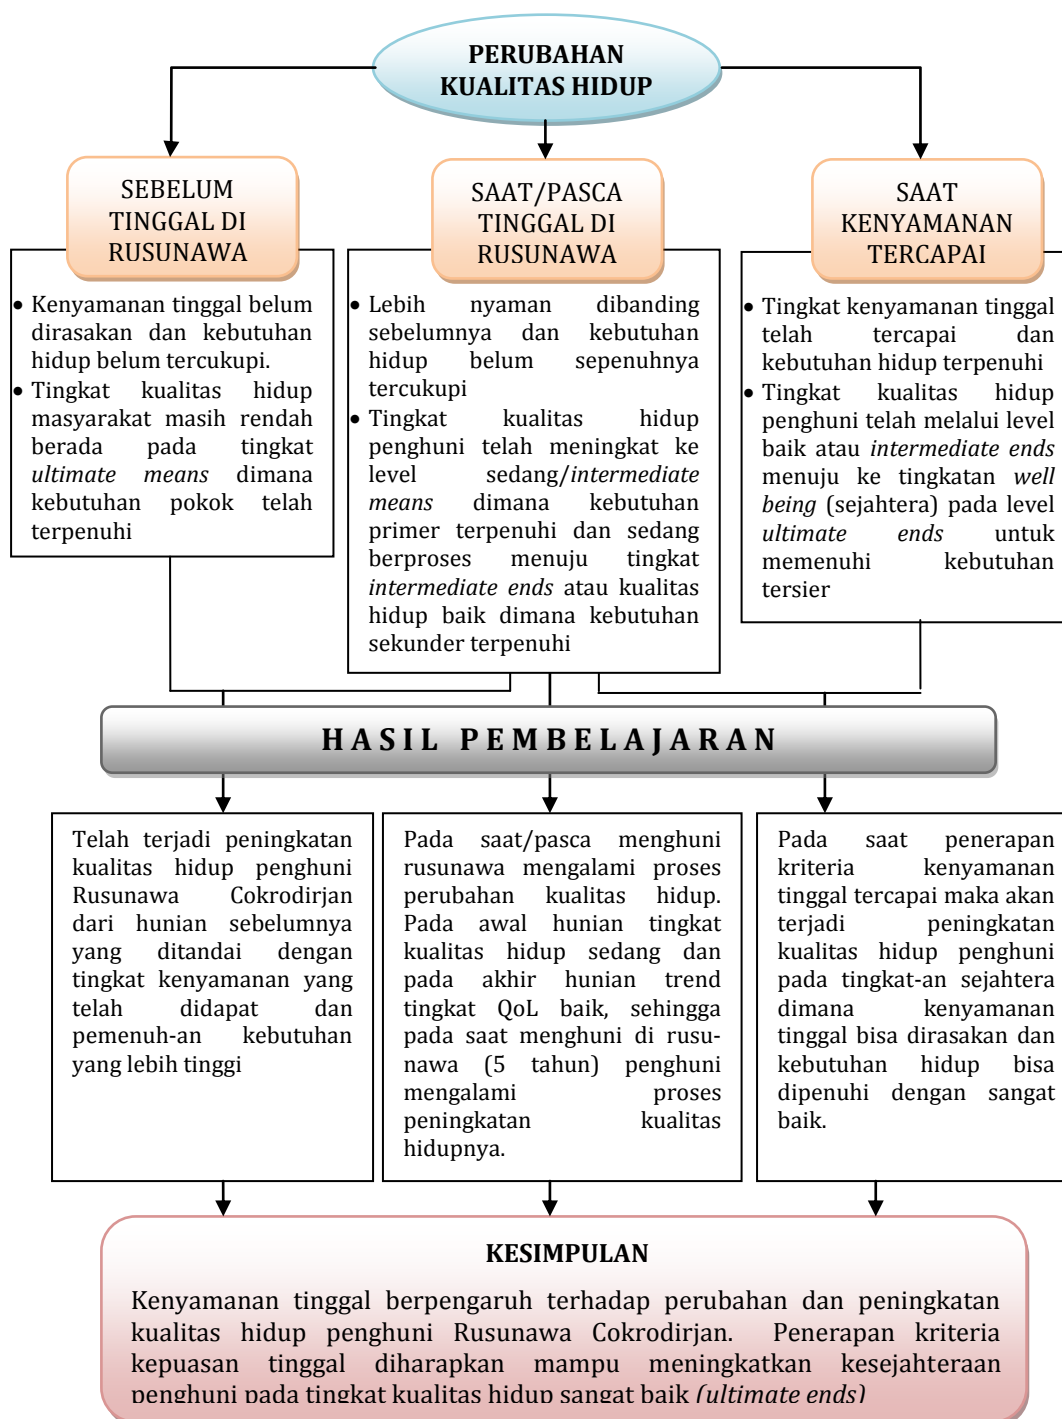 PERUBAHAN
KUALITAS HIDUP
SEBELUM
TINGGAL DI
RUSUNAWA
• Kenyamanan tinggal belum
dirasakan dan kebutuhan
hidup belum tercukupi.
• Tingkat kualitas hidup
masyarakat masih rendah
berada pada tingkat
ultimate means dimana
kebutuhan pokok telah
terpenuhi
SAAT/PASCA
TINGGAL DI
RUSUNAWA
• Lebih nyaman dibanding
sebelumnya dan kebutuhan
hidup belum sepenuhnya
tercukupi
• Tingkat kualitas hidup
penghuni telah meningkat ke
level sedang/intermediate
means dimana kebutuhan
primer terpenuhi dan sedang
berproses menuju tingkat
intermediate ends atau kualitas
hidup baik dimana kebutuhan
sekunder terpenuhi
SAAT
KENYAMANAN
TERCAPAI
• Tingkat kenyamanan tinggal
telah tercapai dan
kebutuhan hidup terpenuhi
• Tingkat kualitas hidup
penghuni telah melalui level
baik atau intermediate ends
menuju ke tingkatan well
being (sejahtera) pada level
ultimate ends untuk
memenuhi kebutuhan
tersier
HASIL PEMBELAJARAN
Telah terjadi peningkatan
kualitas hidup penghuni
Rusunawa Cokrodirjan
dari hunian sebelumnya
yang ditandai dengan
tingkat kenyamanan yang
telah didapat dan
pemenuh-an kebutuhan
yang lebih tinggi
Pada saat/pasca menghuni
rusunawa mengalami proses
perubahan kualitas hidup.
Pada awal hunian tingkat
kualitas hidup sedang dan
pada akhir hunian trend
tingkat QoL baik, sehingga
pada saat menghuni di rusu-
nawa (5 tahun) penghuni
mengalami proses
peningkatan kualitas
hidupnya.
Pada saat penerapan
kriteria kenyamanan
tinggal tercapai maka akan
terjadi peningkatan
kualitas hidup penghuni
pada tingkat-an sejahtera
dimana kenyamanan
tinggal bisa dirasakan dan
kebutuhan hidup bisa
dipenuhi dengan sangat
baik.
KESIMPULAN
Kenyamanan tinggal berpengaruh terhadap perubahan dan peningkatan
kualitas hidup penghuni Rusunawa Cokrodirjan. Penerapan kriteria
kepuasan tinggal diharapkan mampu meningkatkan kesejahteraan
penghuni pada tingkat kualitas hidup sangat baik (ultimate ends)